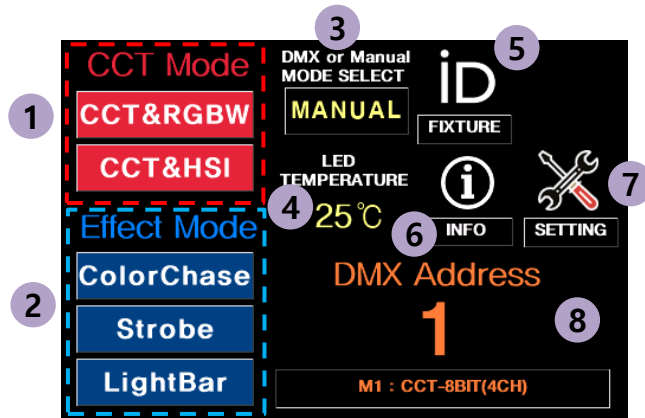 3
5
CCT Mode
DMX or Manual
MODE SELECT
iD
1
CCT&RGBW
MANUAL
FIXTURE
CCT&HSI
LED
TEMPERATURE
7
4
25℃
6
INFO
SETTING
Effect Mode
2
ColorChase
DMX Address
Strobe
1
8
LightBar
M1 : CCT-8BIT(4CH)